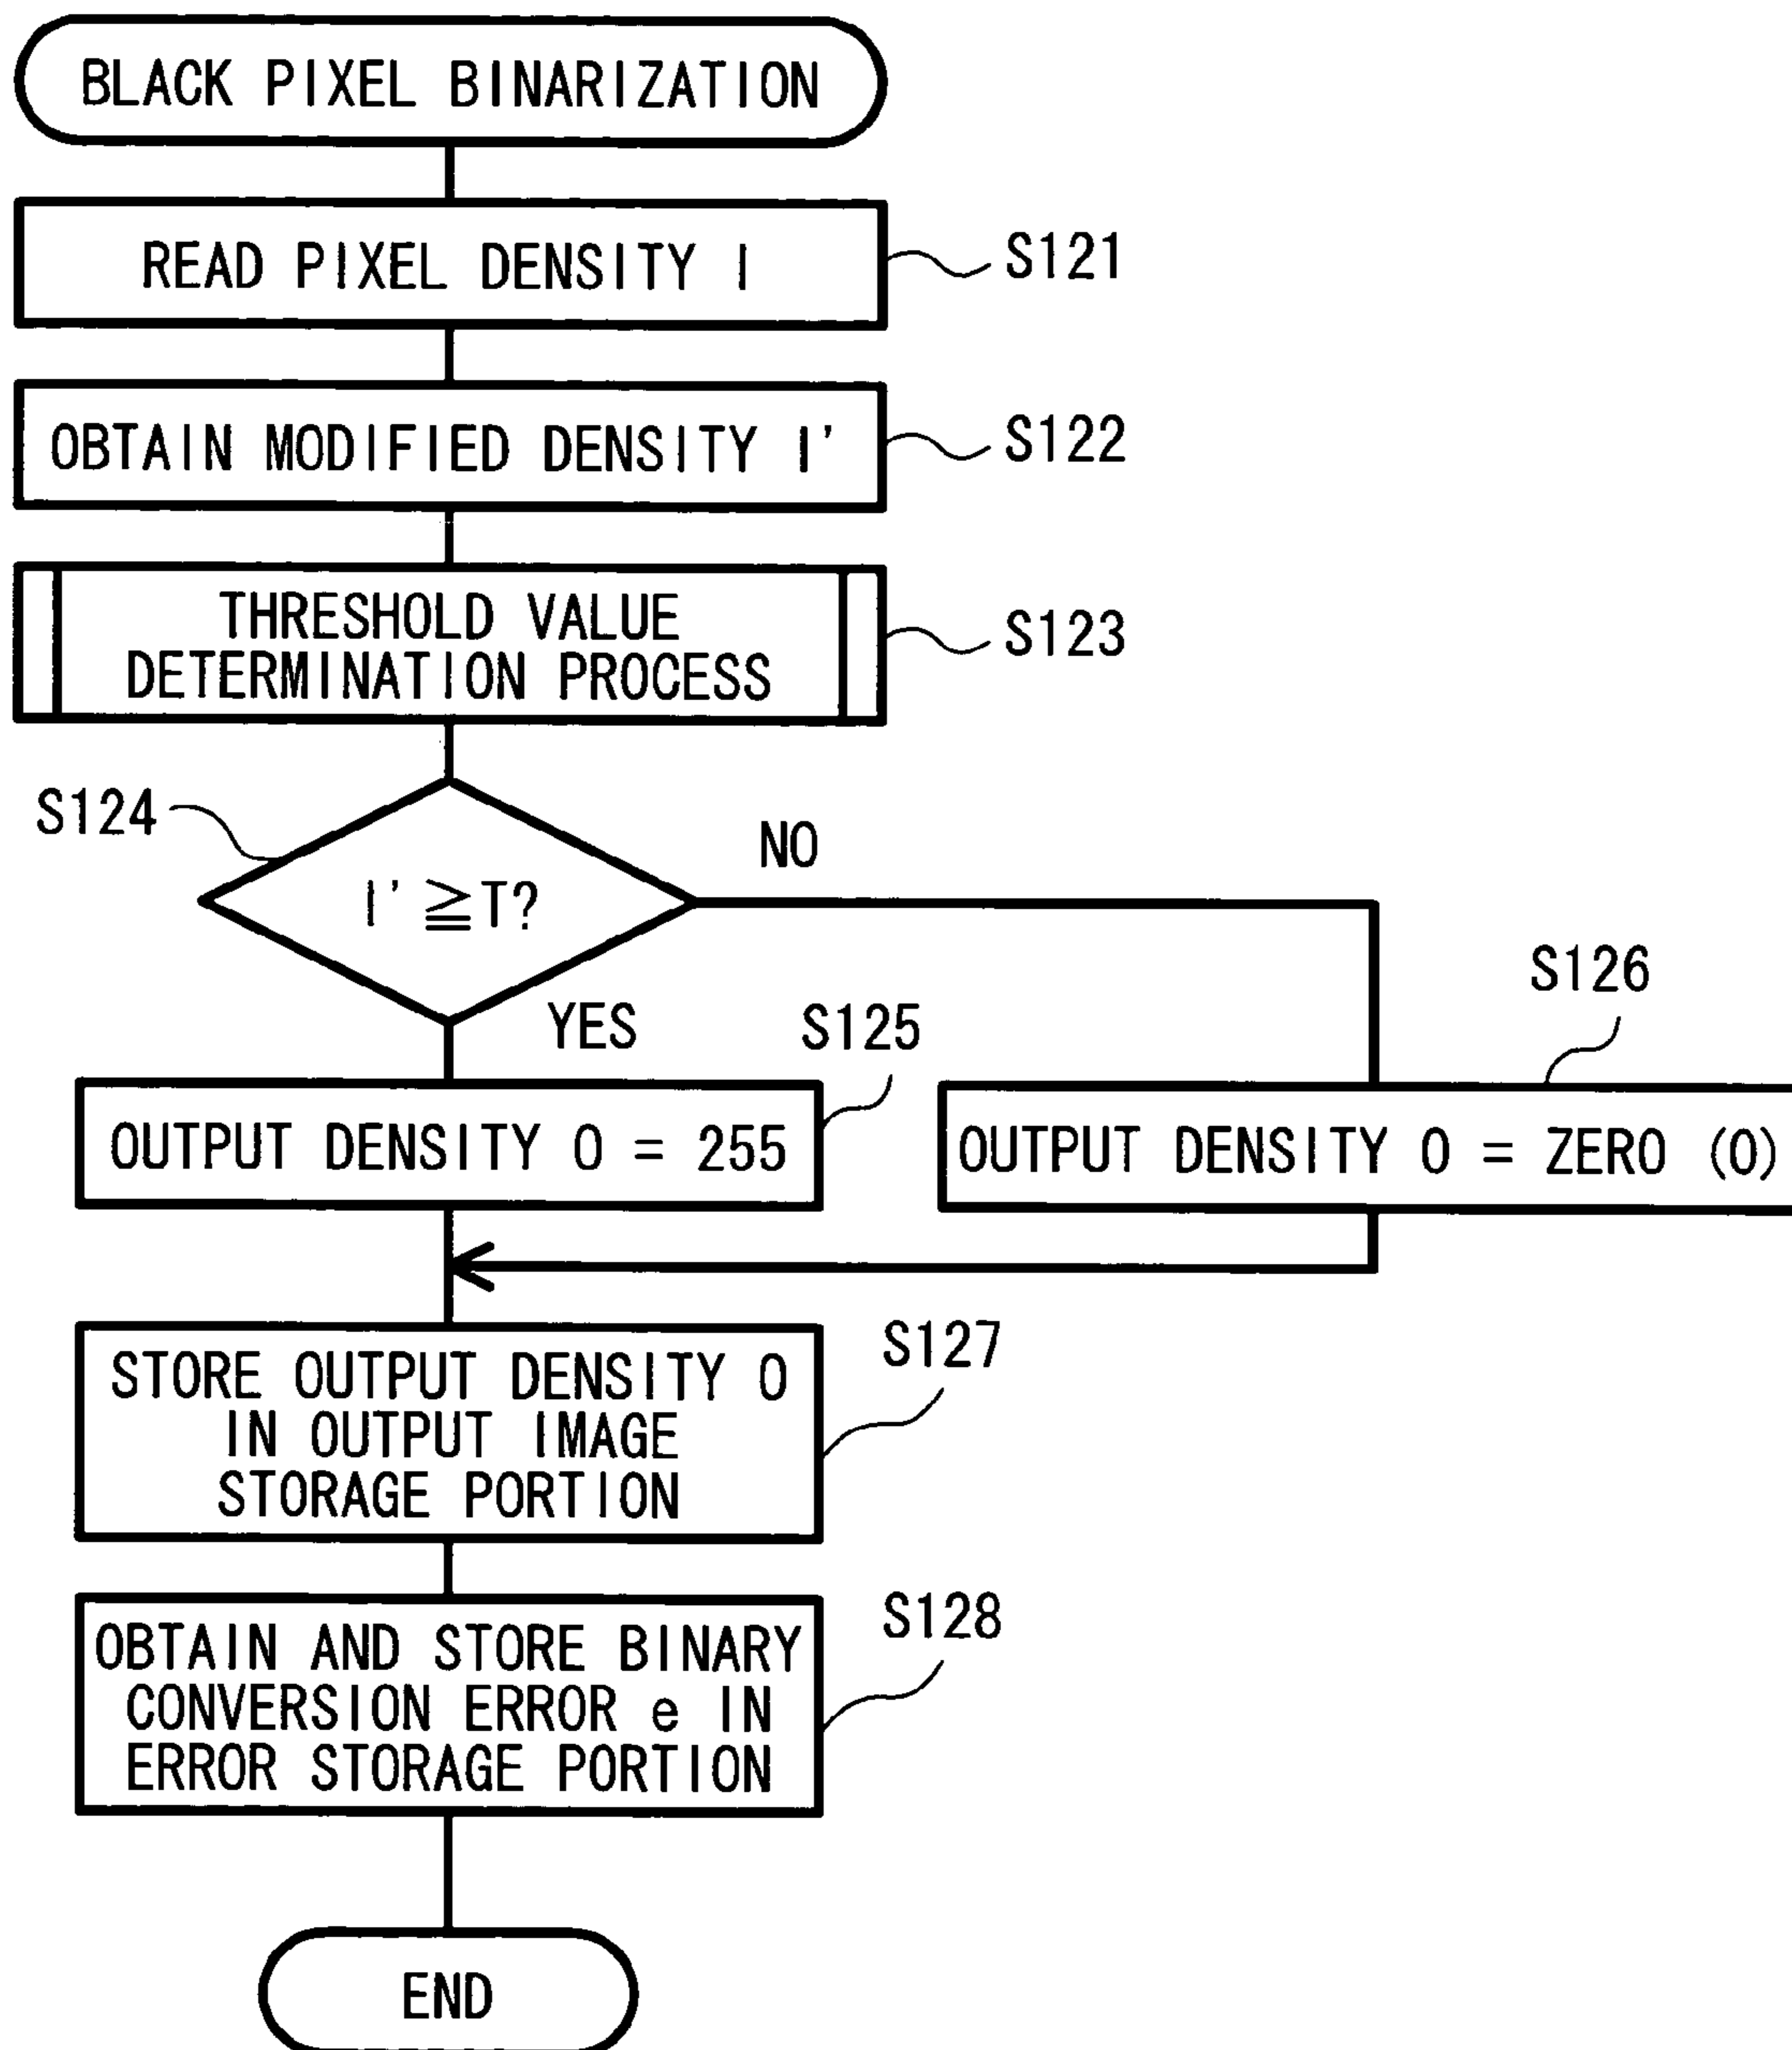 BLACK PIXEL BINARIZATION
READ PIXEL DENSITY I
S121
OBTAIN MODIFIED DENSITY I'
S122
THRESHOLD VALUE
DETERMINATION PROCESS
S123
S124
I' ≧T?
NO
YES
S125
S126
OUTPUT DENSITY O = 255
OUTPUT DENSITY O = ZERO (0)
STORE OUTPUT DENSITY O
IN OUTPUT IMAGE
STORAGE PORTION
S127
OBTAIN AND STORE BINARY
CONVERSION ERROR e IN
ERROR STORAGE PORTION
S128
END